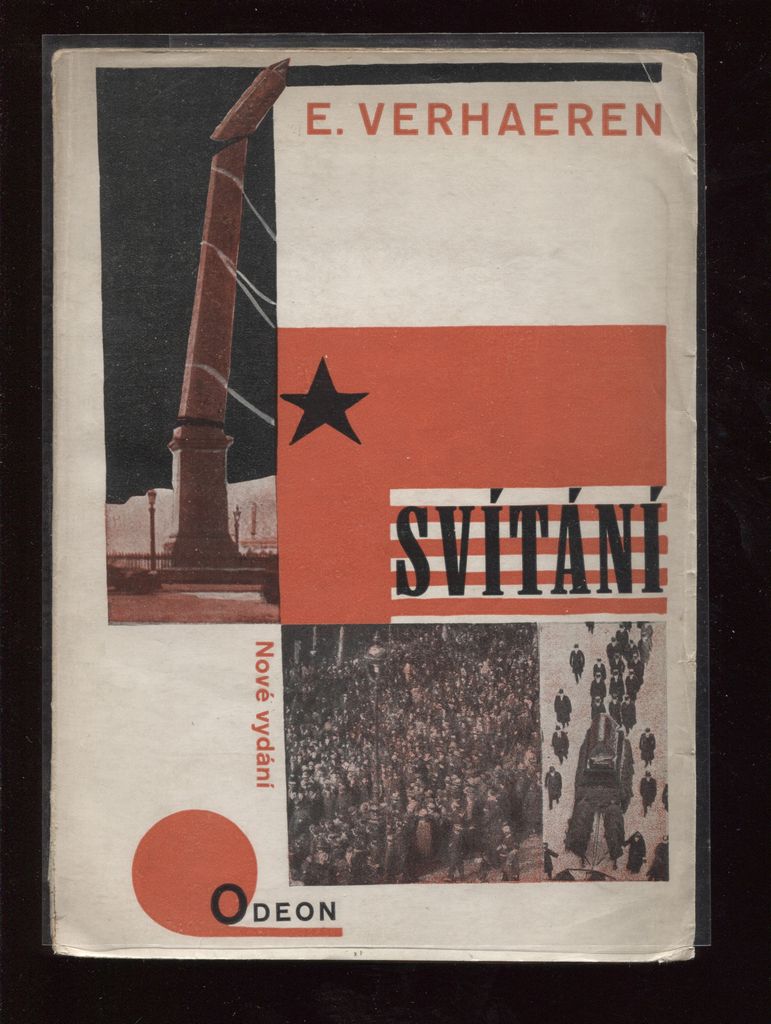 E. VERHAEREN
SVÍTÁNÍ
Nové vydání
ODEON